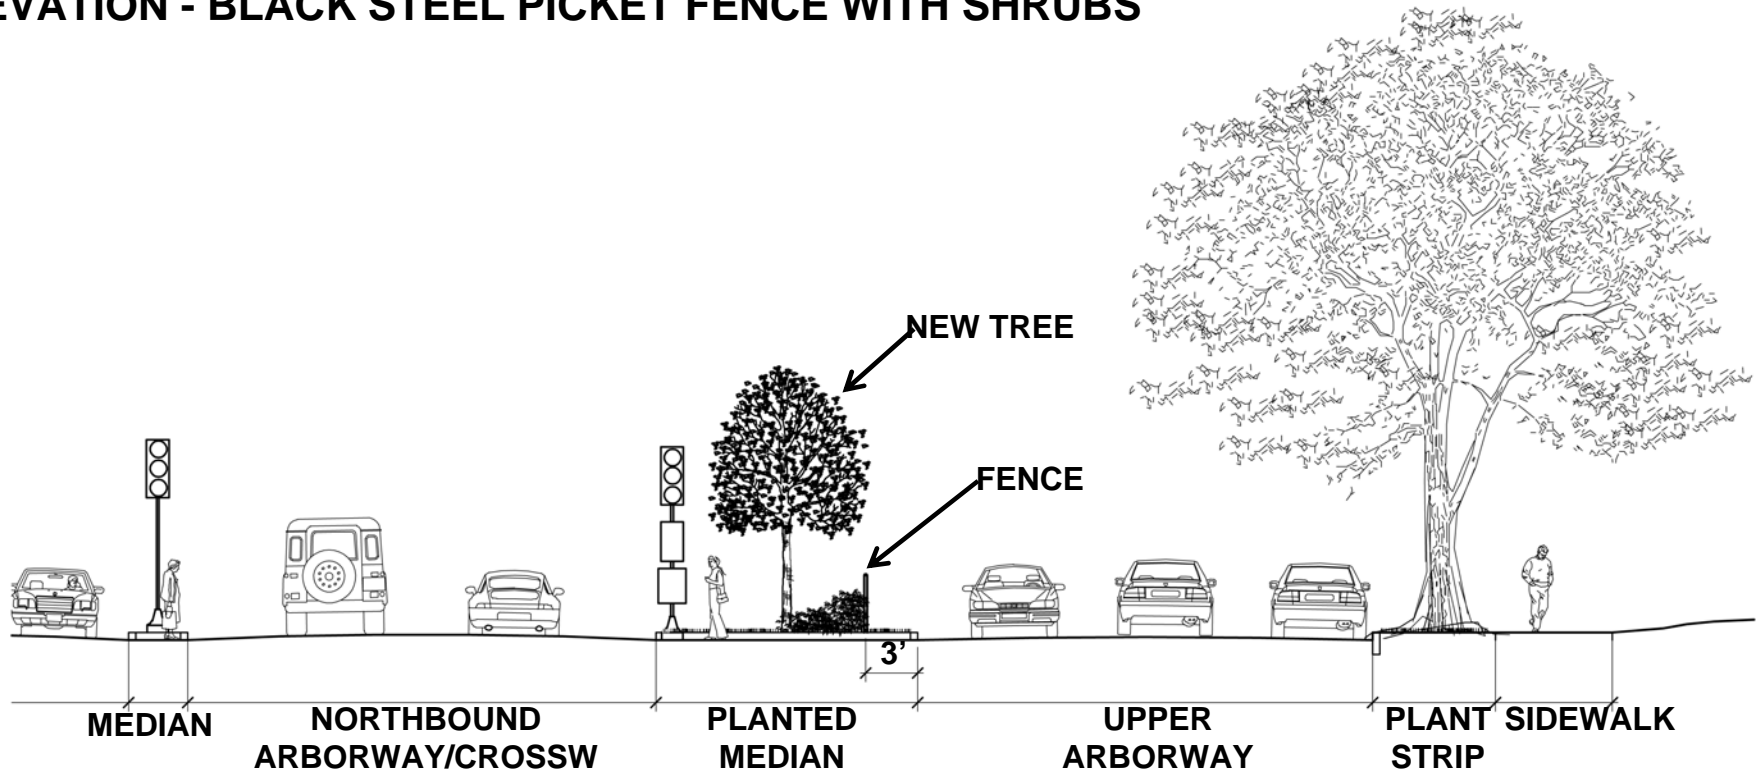 EVATION - BLACK STEEL PICKET FENCE WITH SHRUBS
NEW TREE
FENCE
3'
MEDIAN
NORTHBOUND
ARBORWAY/CROSSW
PLANTED
MEDIAN
UPPER
ARBORWAY
PLANT
STRIP
SIDEWALK